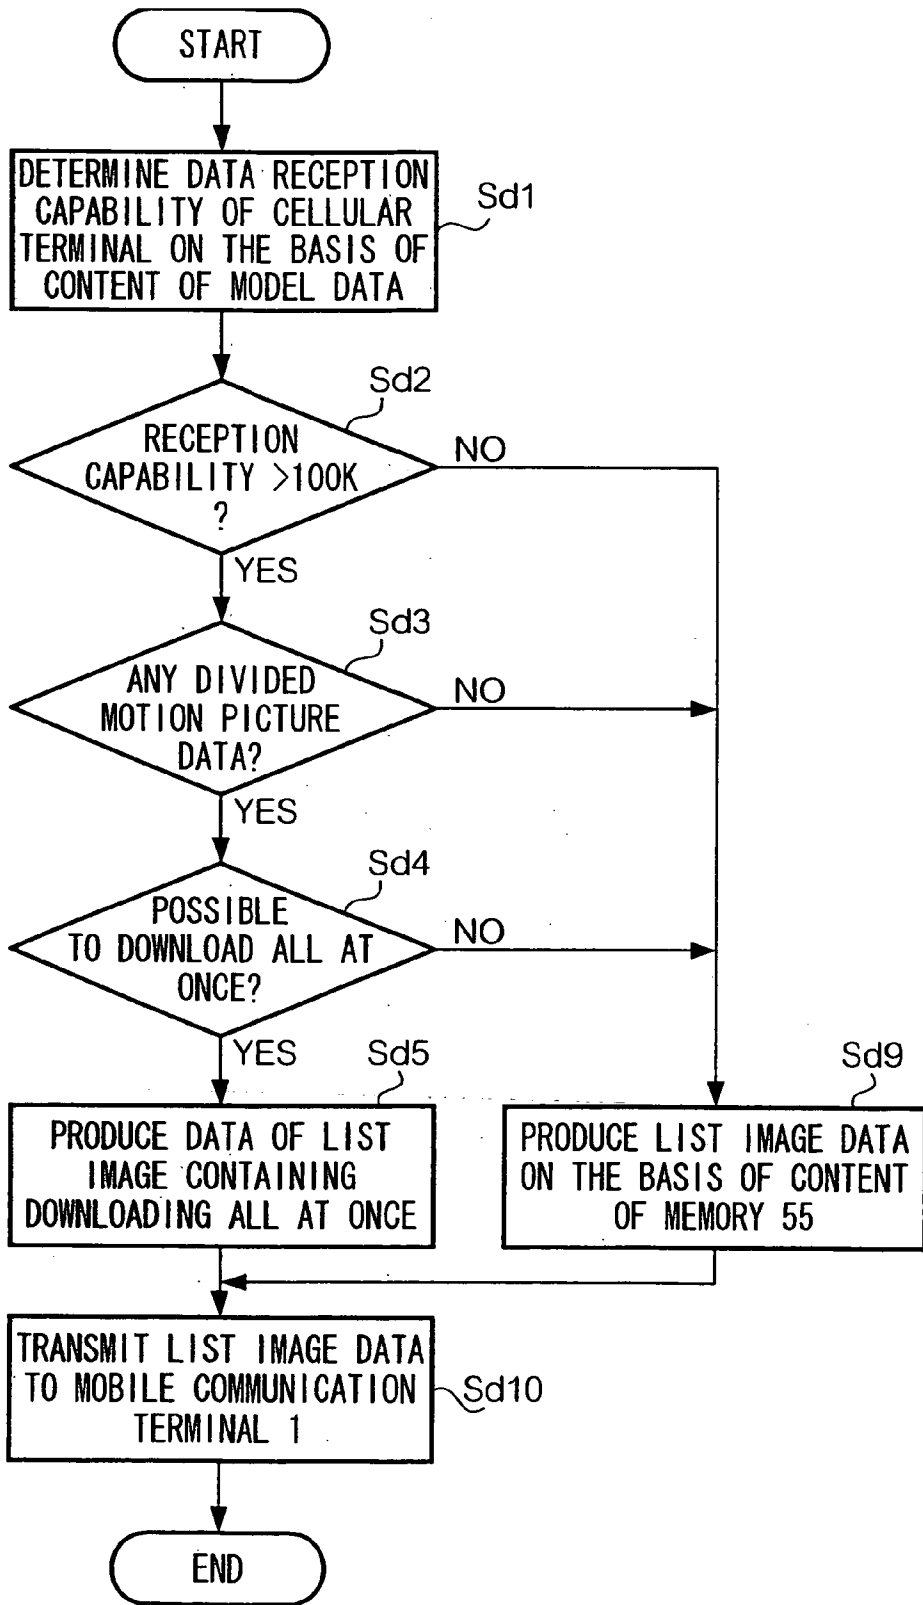 START
DETERMINE DATA RECEPTION
CAPABILITY OF CELLULAR
TERMINAL ON THE BASIS OF
CONTENT OF MODEL DATA
Sd1
Sd2
RECEPTION
CAPABILITY >100K
?
NO
YES
Sd3
ANY DIVIDED
MOTION PICTURE
DATA?
NO
YES
Sd4
POSSIBLE
TO DOWNLOAD ALL AT
ONCE?
NO
YES
Sd5
PRODUCE DATA OF LIST
IMAGE CONTAINING
DOWNLOADING ALL AT ONCE
Sd9
PRODUCE LIST IMAGE DATA
ON THE BASIS OF CONTENT
OF MEMORY 55
TRANSMIT LIST IMAGE DATA
TO MOBILE COMMUNICATION
TERMINAL 1
Sd10
END